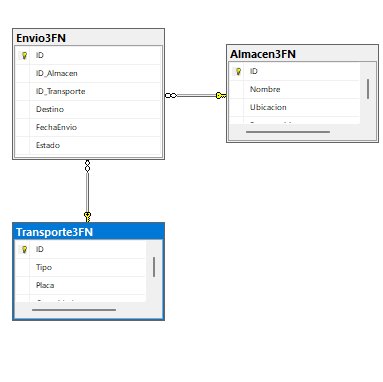 Envio3FN
ID
ID_Almacen
ID_Transporte
Destino
FechaEnvio
Estado
Almacen3FN
ID
Nombre
Ubicacion
Transporte3FN
ID
Tipo
Placa